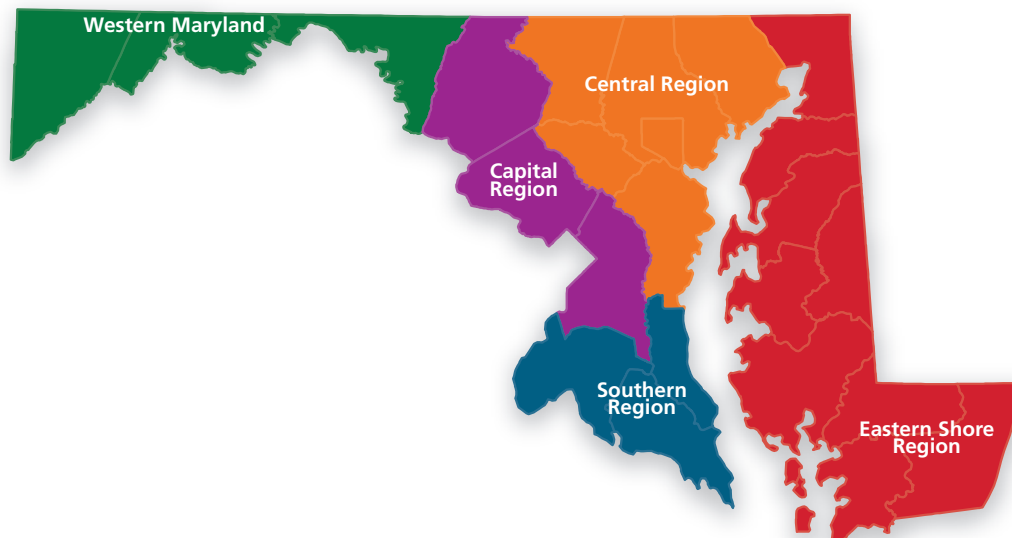 Western Maryland
Central Region
Capital
Region
Southern
Region
Eastern Shore
Region